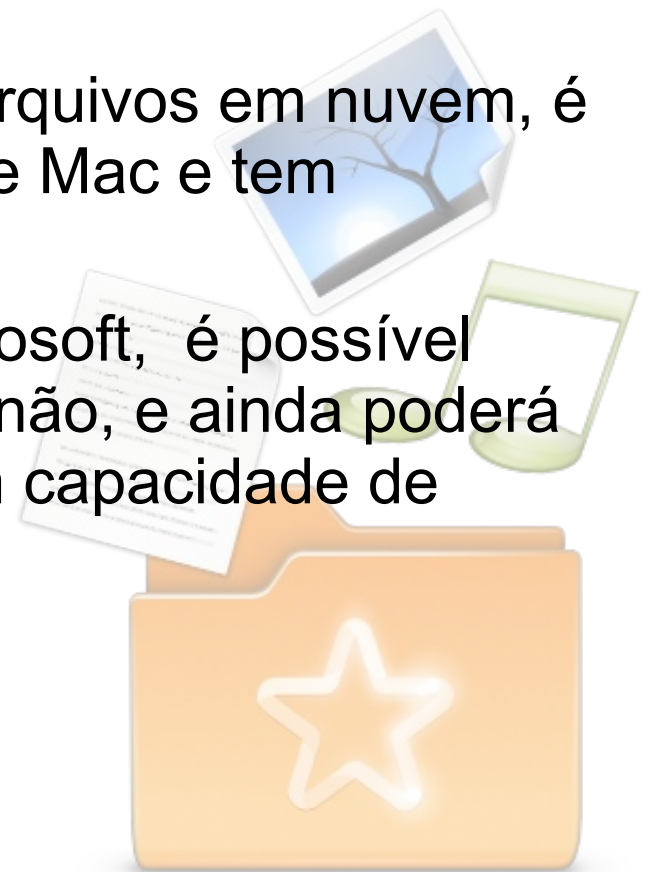 rquivos em nuvem, é
e Mac e tem
osoft, é possível
não, e ainda poderá
capacidade de